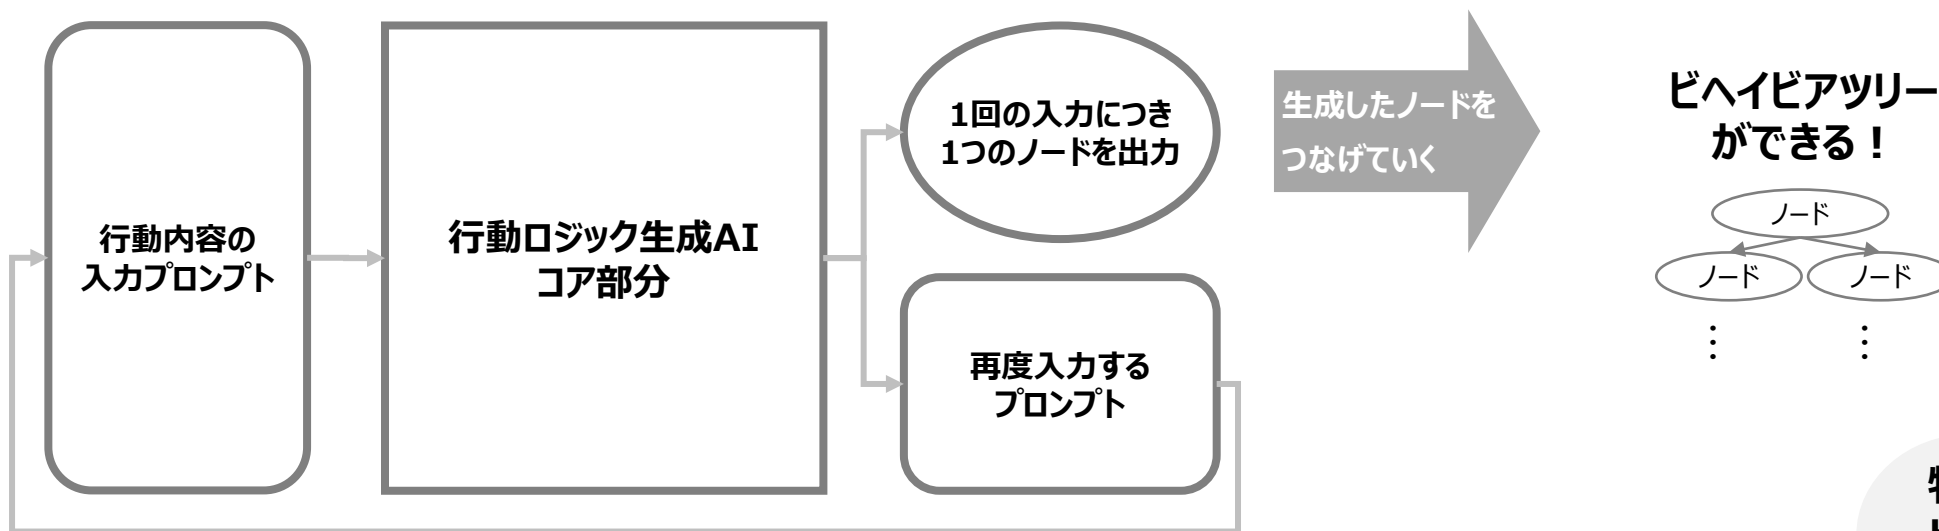 行動内容の
入力プロンプト
行動ロジック生成AI
コア部分
1回の入力につき
1つのノードを出力
再度入力する
プロンプト
生成したノードを
つなげていく
ビヘイビアツリー
ができる！
ノード
ノード
ノード
⋮
⋮